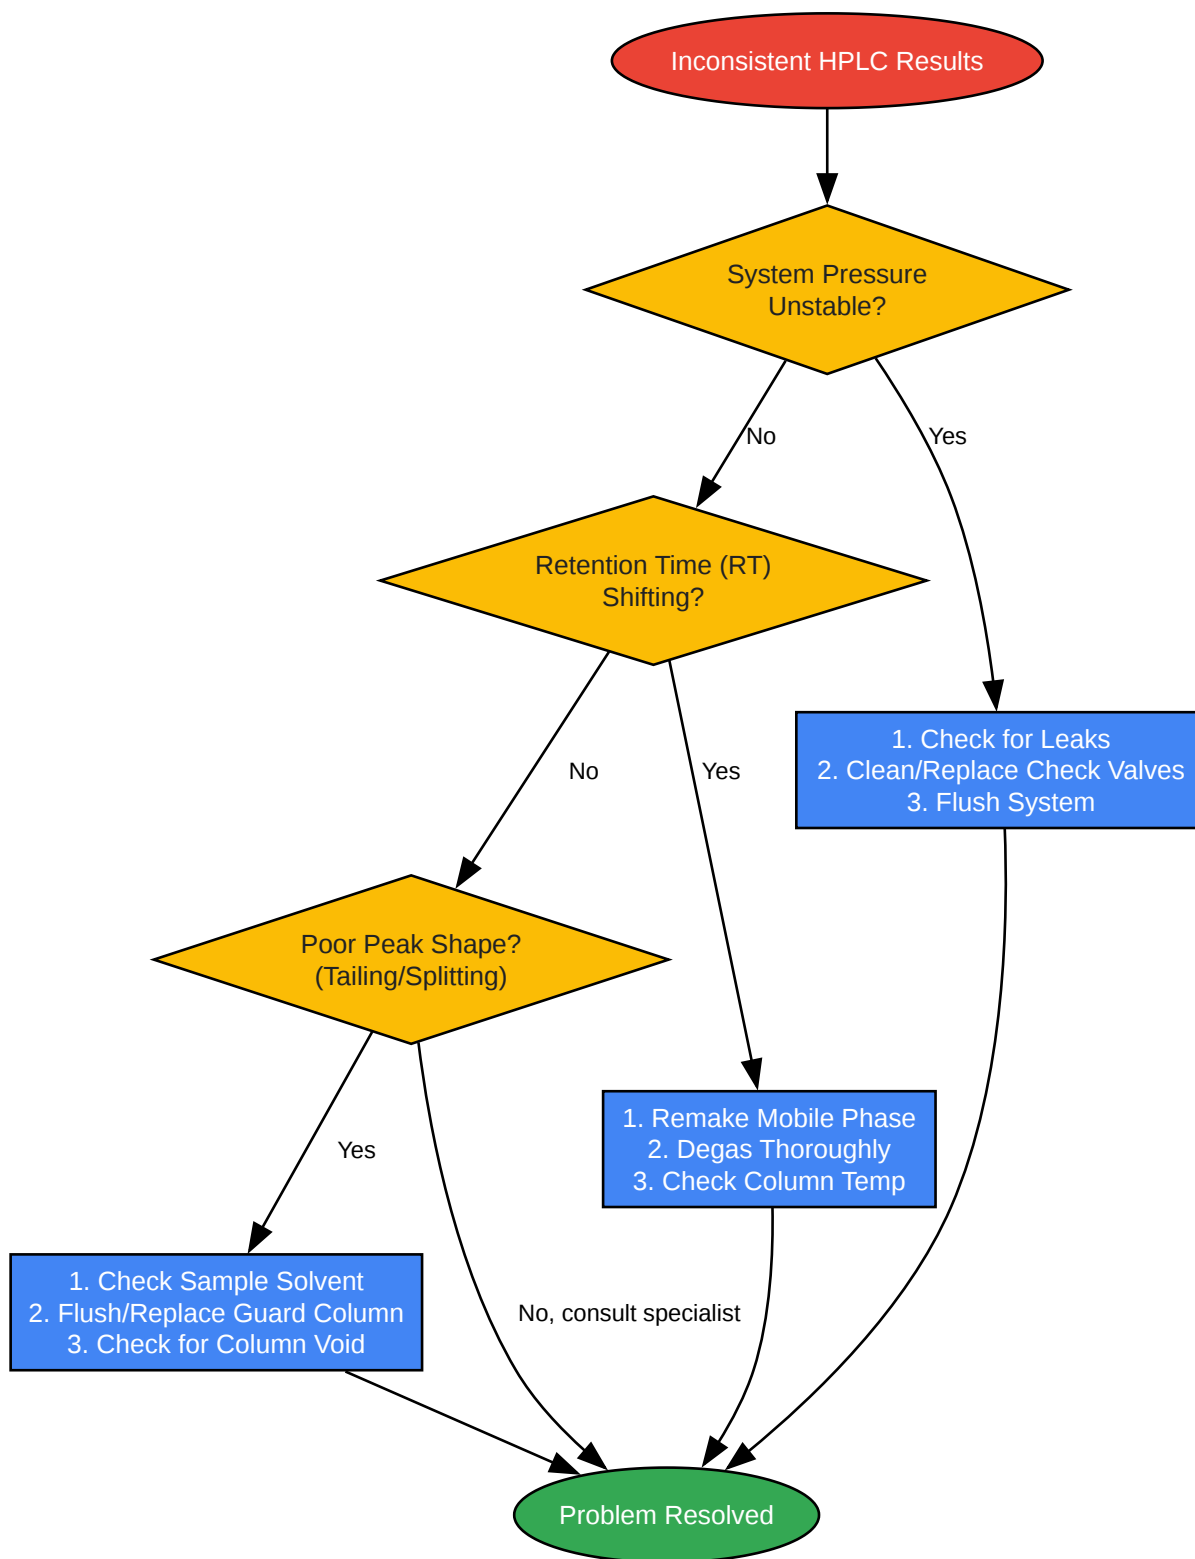 Inconsistent HPLC Results
System Pressure
Unstable?
No
Yes
Retention Time (RT)
Shifting?
1. Check for Leaks
2. Clean/Replace Check Valves
3. Flush System
No
Yes
Poor Peak Shape?
(Tailing/Splitting)
1. Remake Mobile Phase
2. Degas Thoroughly
3. Check Column Temp
Yes
1. Check Sample Solvent
2. Flush/Replace Guard Column
3. Check for Column Void
No, consult specialist
Problem Resolved